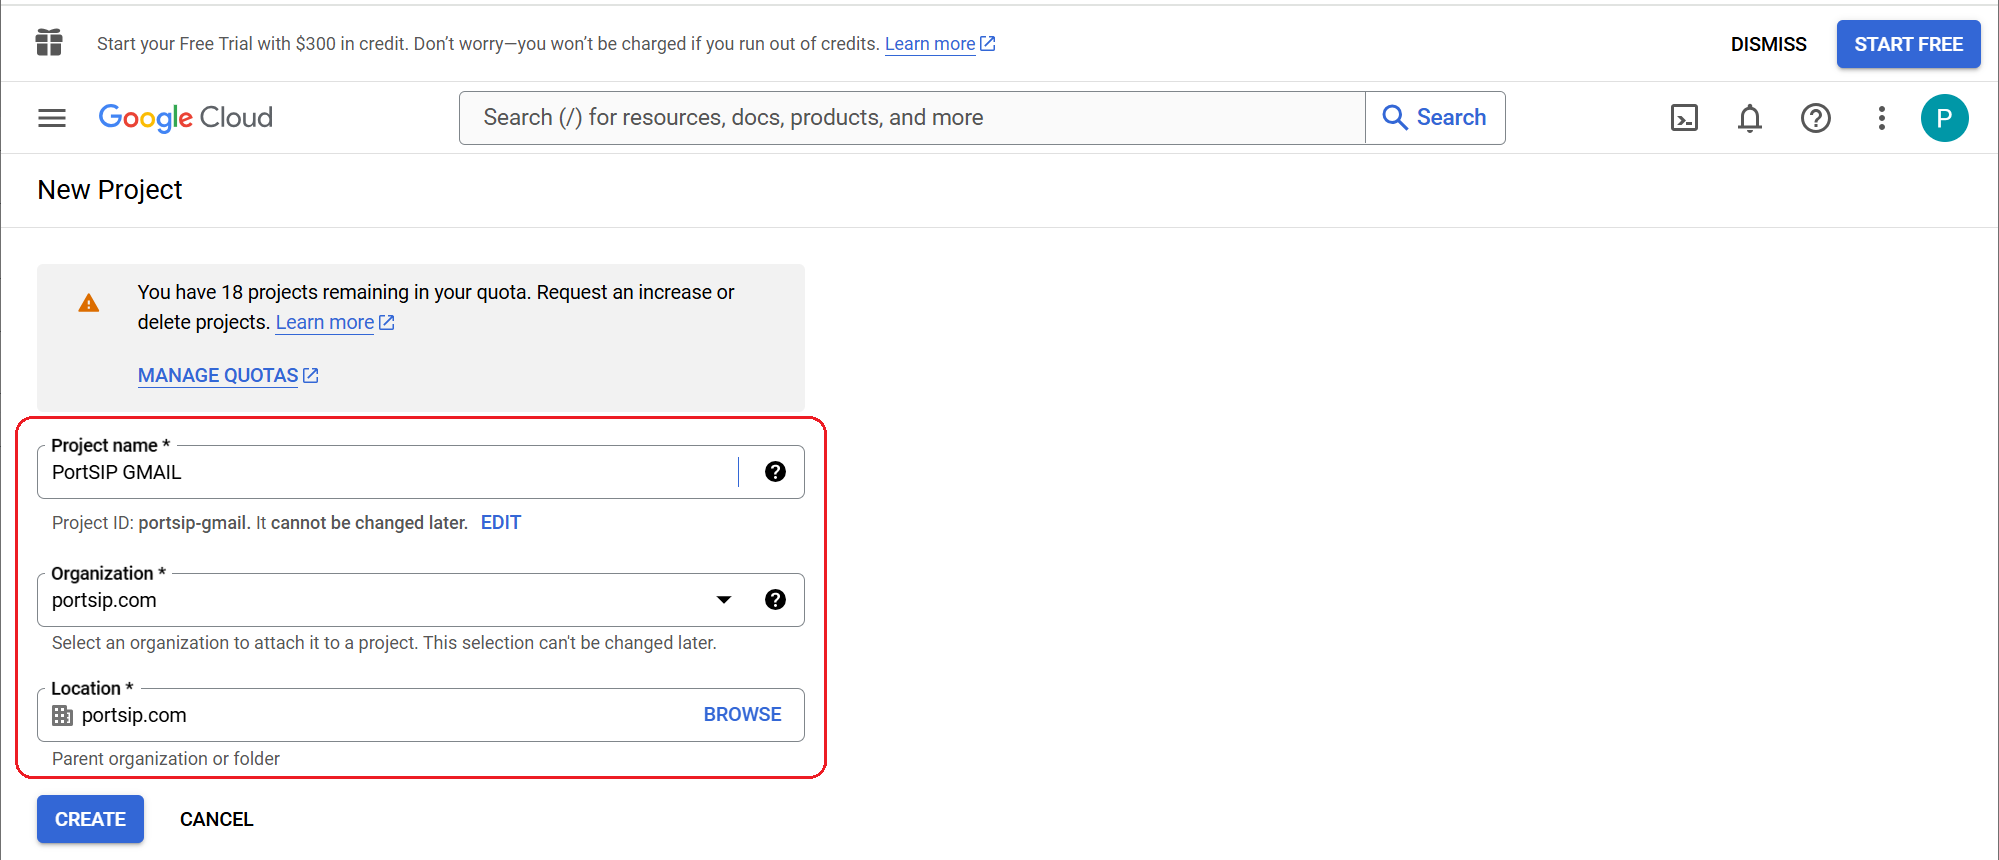 Start your Free Trial with $300 in credit. Don’t worry—you won’t be charged if you run out of credits. Learn more
DISMISS
START FREE
Google Cloud
Search (/) for resources, docs, products, and more
Search
P
New Project
You have 18 projects remaining in your quota. Request an increase or
delete projects. Learn more
MANAGE QUOTAS
Project name *
PortSIP GMAIL
Project ID: portsip-gmail. It cannot be changed later. EDIT
Organization *
portsip.com
Select an organization to attach it to a project. This selection can't be changed later.
Location *
portsip.com
BROWSE
Parent organization or folder
CREATE
CANCEL